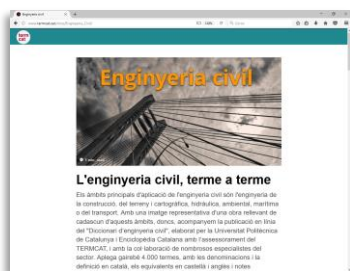 Enginyeria civil
TERM
CAT
Enginyeria civil
L'enginyeria civil, terme a terme
Els àmbits principals d'aplicació de l'enginyeria civil són l'enginyeria de
la construcció, del terreny i cartogràfica, hidràulica, ambiental, marítima
o del transport. Amb una imatge representativa d'una obra rellevant de
cadascun d'aquests àmbits, doncs, acompanyem la publicació en línia
del "Diccionari d'enginyeria civil", elaborat per la Universitat Politècnica
de Catalunya i Enciclopèdia Catalana amb l'assessorament del
TERMCAT, i amb la col·laboració de nombrosos especialistes del
sector. Aplega gairebé 4 000 termes, amb les denominacions i la
definició en català, els equivalents en castellà i anglès i notes